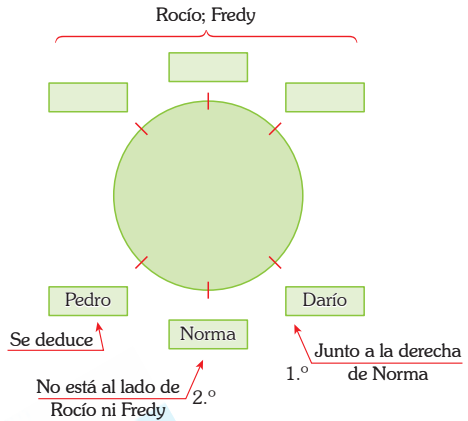 Rocío; Fredy
Pedro
Darío
Norma
Se deduce
Junto a la derecha
de Norma
1.º
No está al lado de
Rocío ni Fredy
2.º